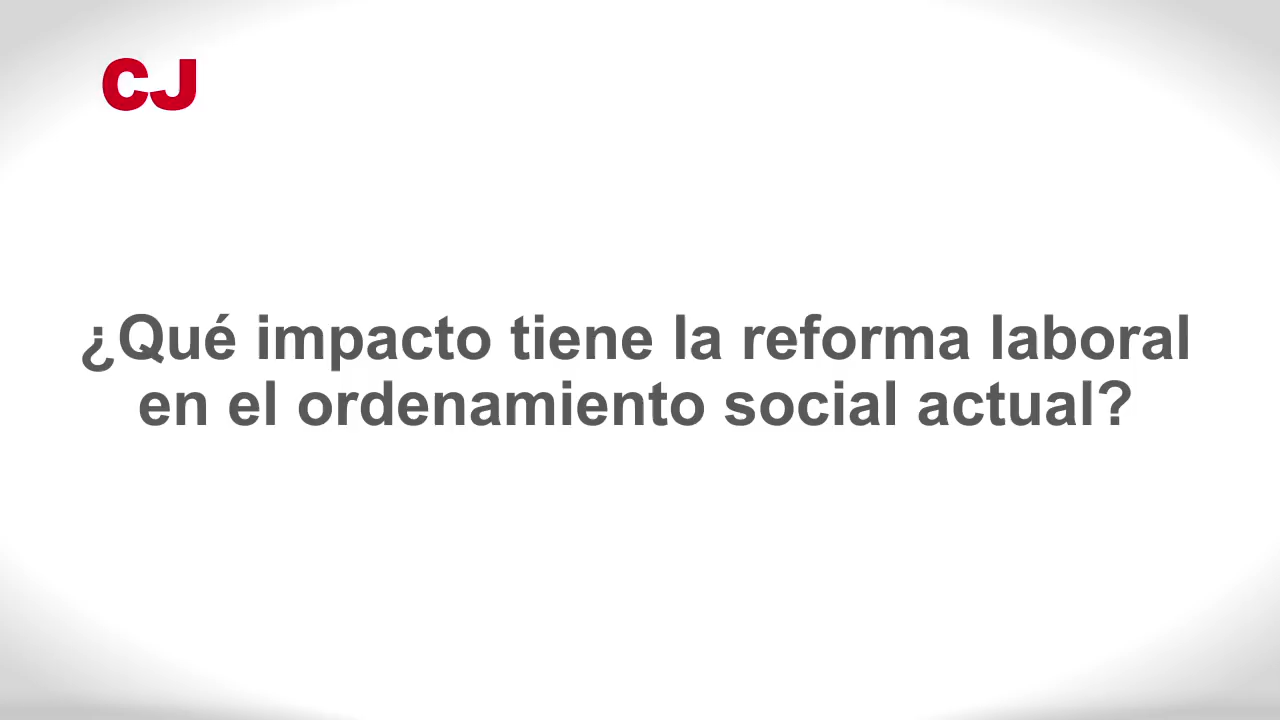 CJ
¿Qué impacto tiene la reforma laboral
en el ordenamiento social actual?